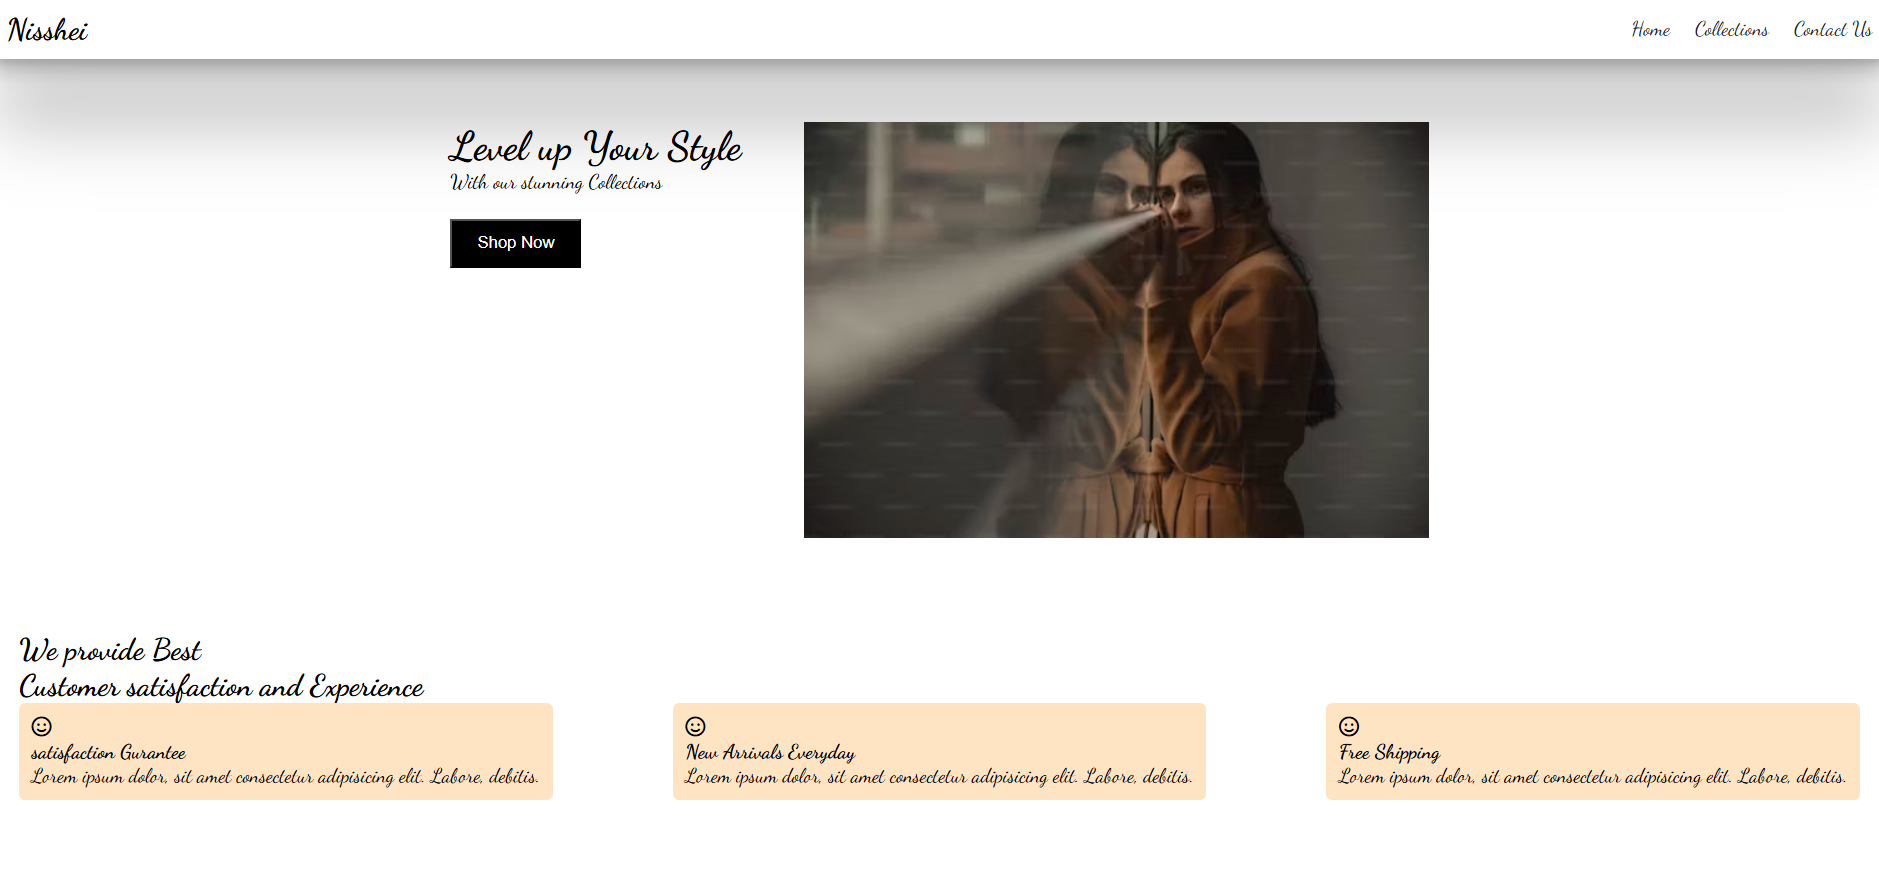 Nisshei
Home Collections Contact Us
Level up Your Style
With our stunning Collections
Shop Now
We provide Best
Customer satisfaction and Experience
satisfaction Gurantee
Lorem ipsum dolor, sit amet consectetur adipisicing elit. Labore, debitis.
New Arrivals Everyday
Lorem ipsum dolor, sit amet consectetur adipisicing elit. Labore, debitis.
Free Shipping
Lorem ipsum dolor, sit amet consectetur adipisicing elit. Labore, debitis.